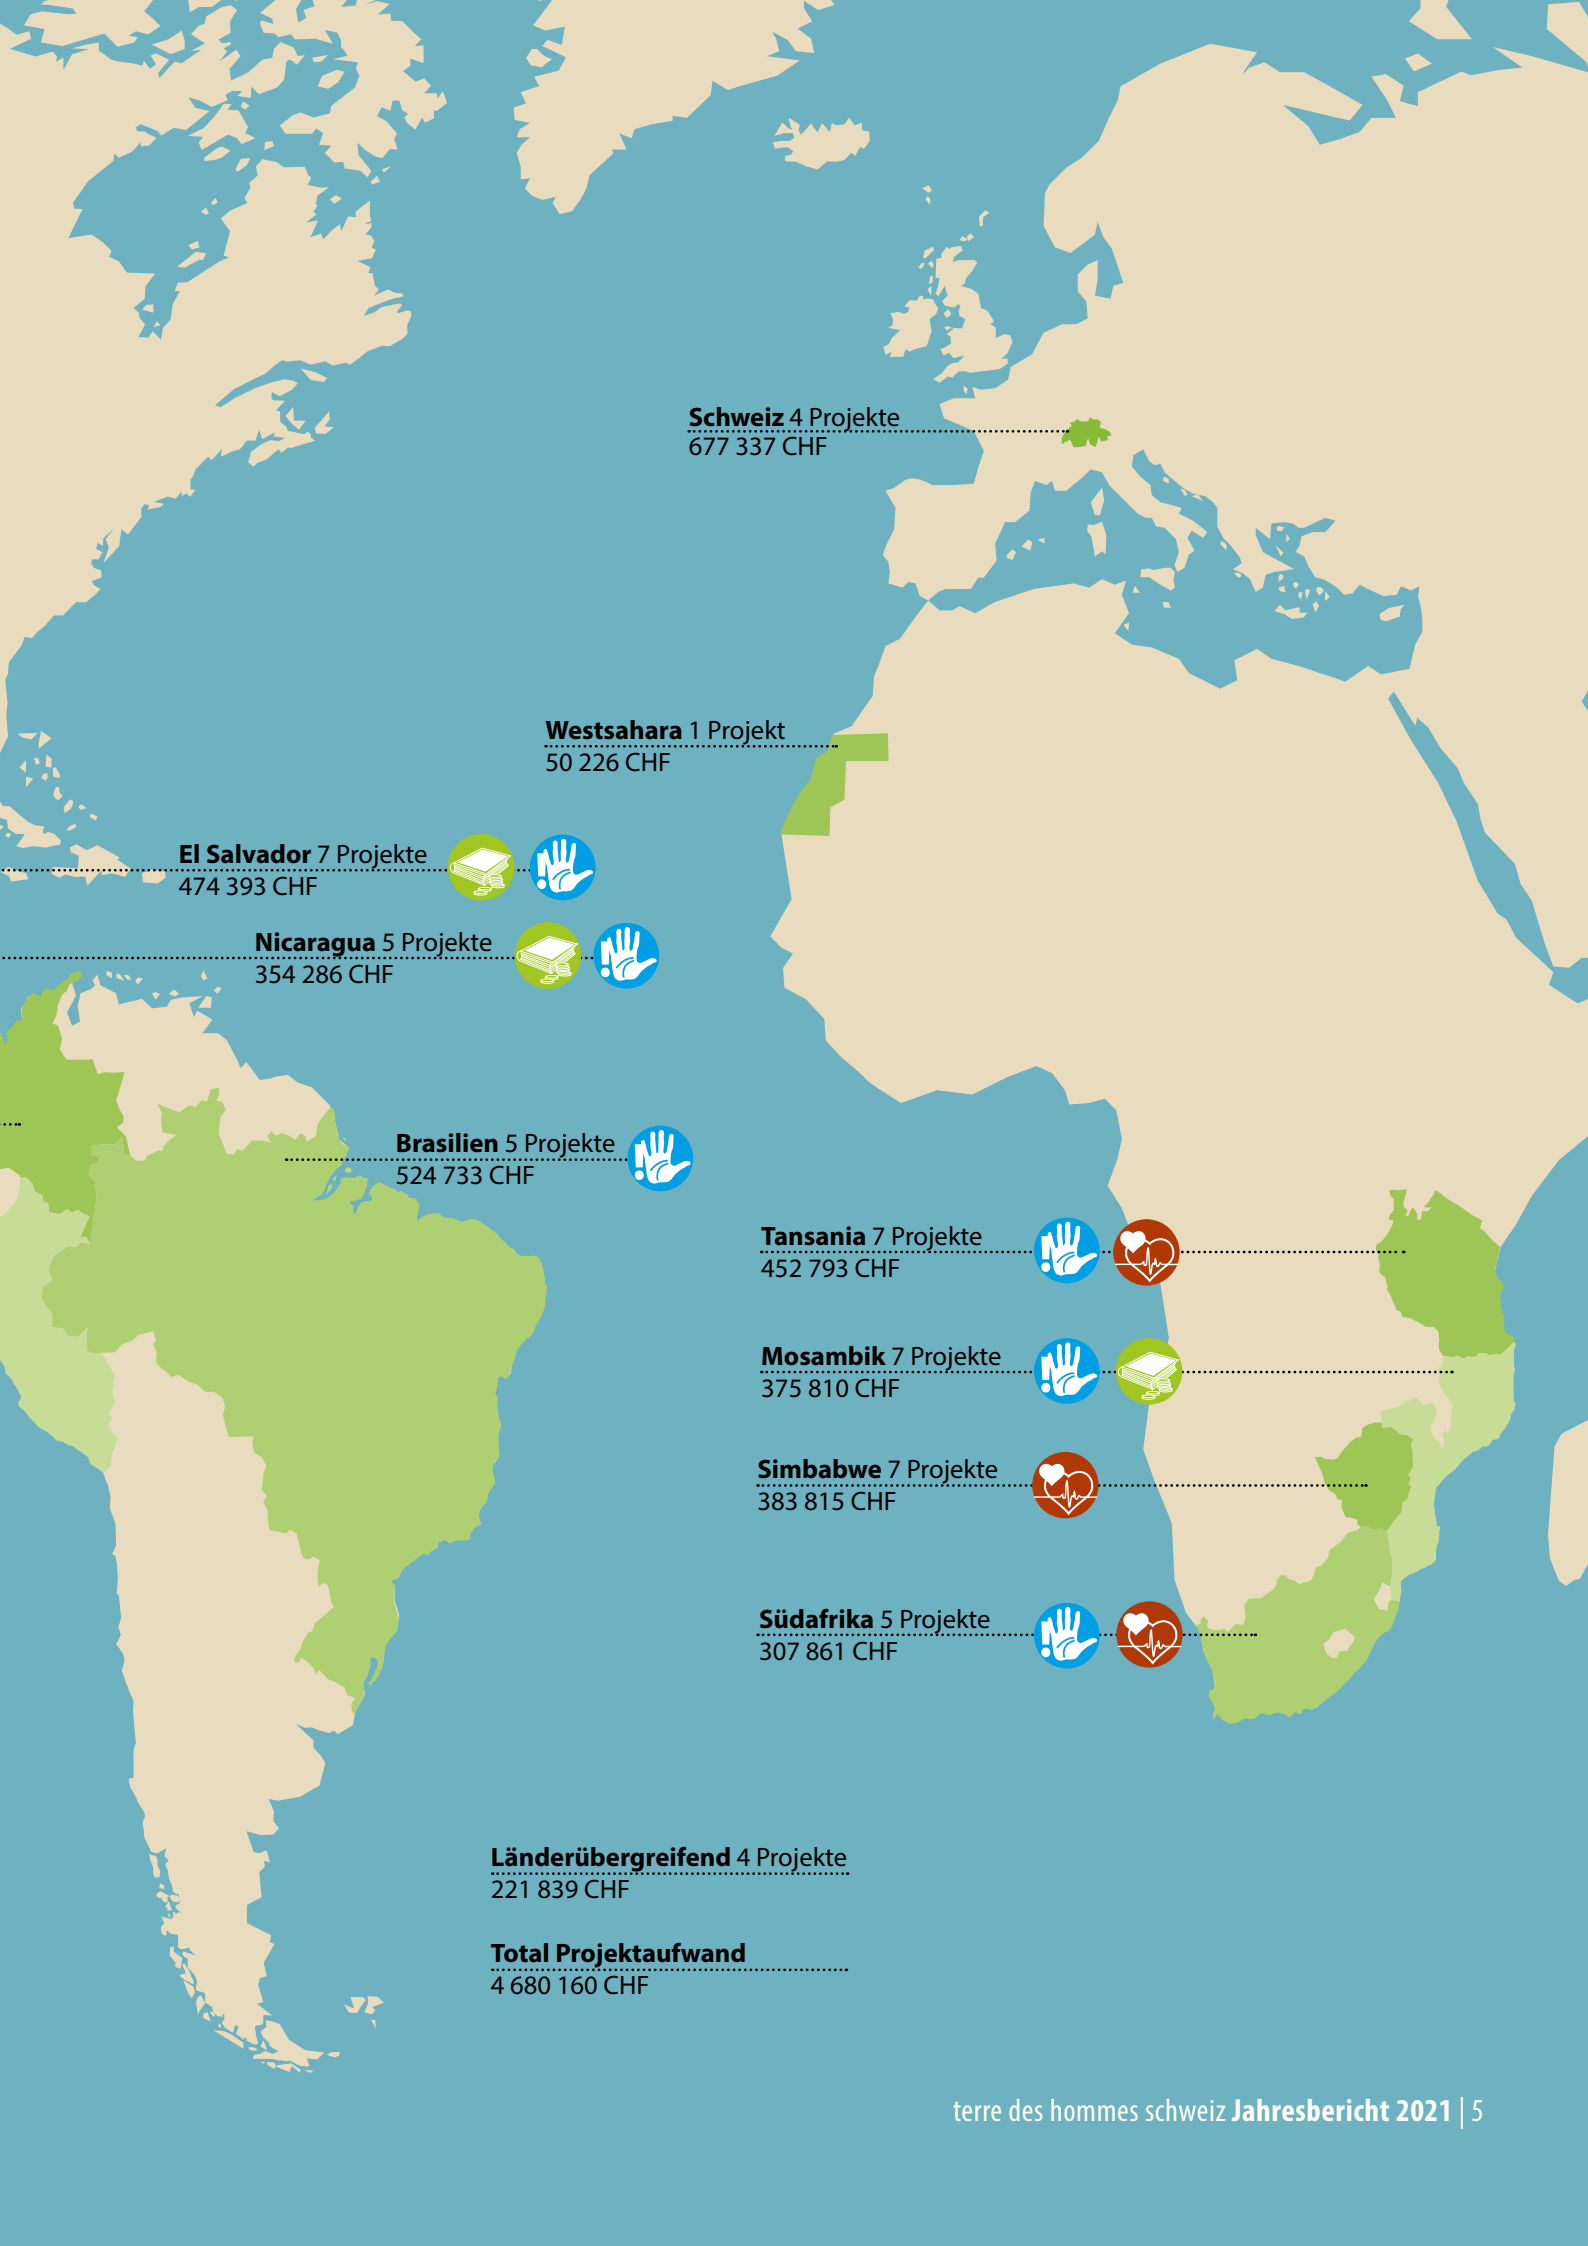 Schweiz 4 Projekte
677 337 CHF
Westsahara 1 Projekt
50 226 CHF
El Salvador 7 Projekte
474 393 CHF
Nicaragua 5 Projekte
354 286 CHF
Brasilien 5 Projekte
524 733 CHF
Tansania 7 Projekte
452 793 CHF
Mosambik 7 Projekte
375 810 CHF
Simbabwe 7 Projekte
383 815 CHF
Südafrika 5 Projekte
307 861 CHF
Länderübergreifend 4 Projekte
221 839 CHF
Total Projektaufwand
4 680 160 CHF
terre des hommes schweiz Jahresbericht 2021 | 5